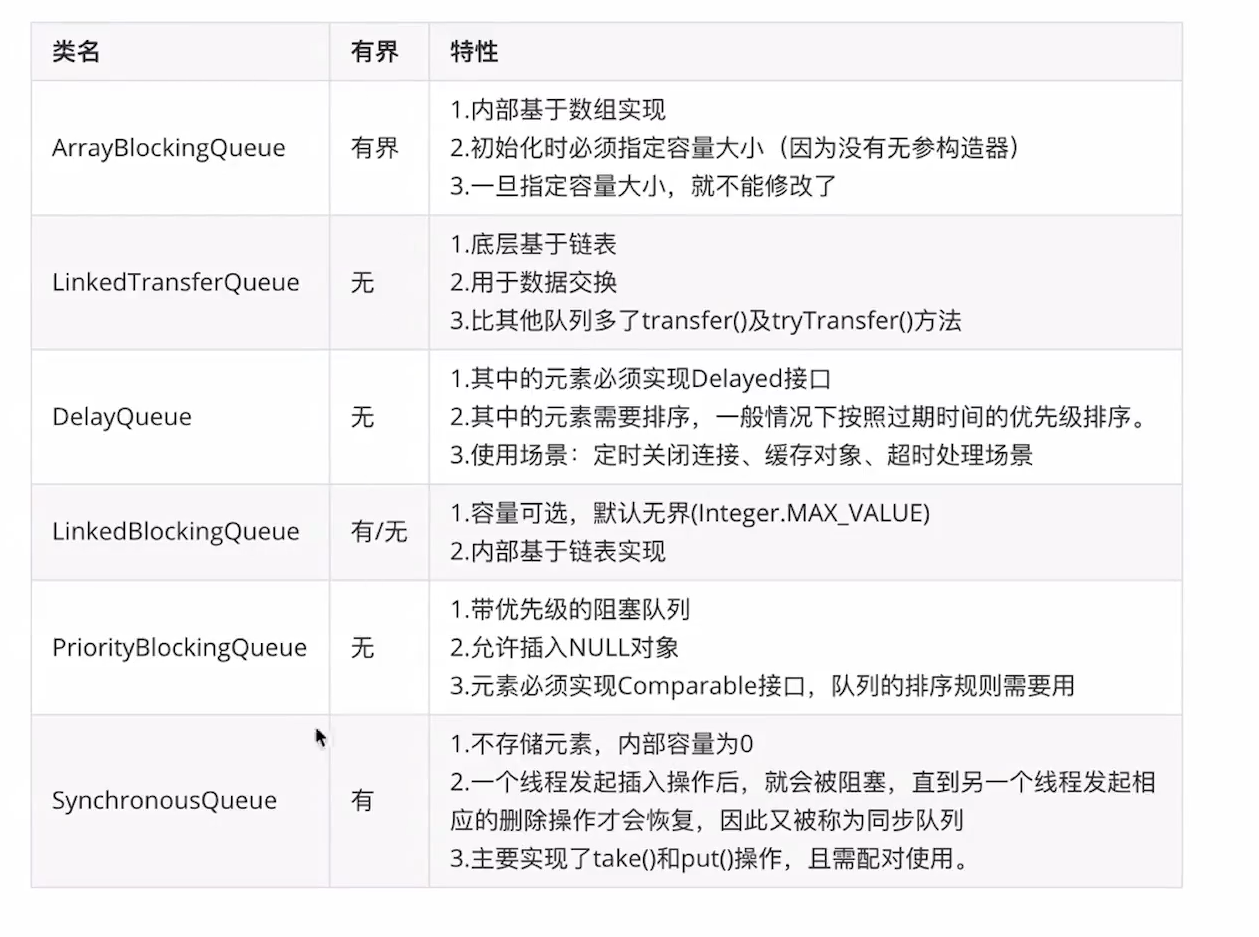 类名 有界 特性
ArrayBlockingQueue 有界
1.内部基于数组实现
2.初始化时必须指定容量大小（因为没有无参构造器）
3.一旦指定容量大小，就不能修改了
LinkedTransferQueue 无
1.底层基于链表
2.用于数据交换
3.比其他队列多了transfer()及tryTransfer()方法
DelayQueue 无
1.其中的元素必须实现Delayed接口
2.其中的元素需要排序，一般情况下按照过期时间的优先级排序。
3.使用场景：定时关闭连接、缓存对象、超时处理场景
LinkedBlockingQueue 有/无
1.容量可选，默认无界(Integer.MAX_VALUE)
2.内部基于链表实现
PriorityBlockingQueue 无
1.带优先级的阻塞队列
2.允许插入NULL对象
3.元素必须实现Comparable接口，队列的排序规则需要用
SynchronousQueue 有
1.不存储元素，内部容量为0
2.一个线程发起插入操作后，就会被阻塞，直到另一个线程发起相
应的删除操作才会恢复，因此又被称为同步队列
3.主要实现了take()和put()操作，且需配对使用。